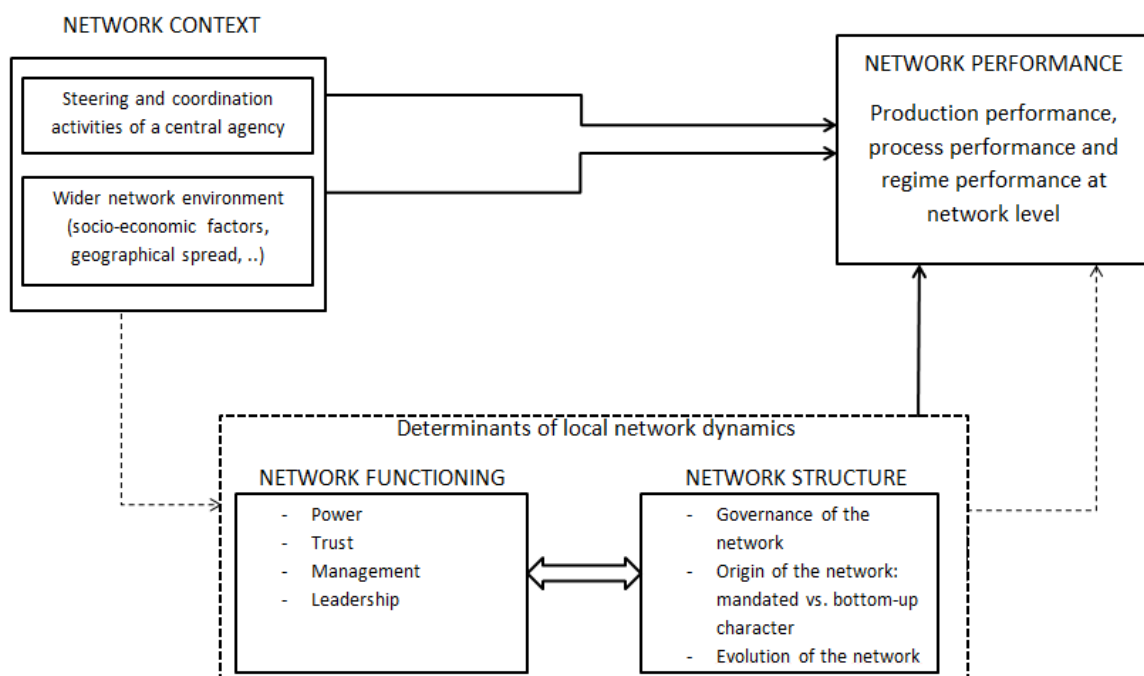 NETWORK CONTEXT
Steering and coordination
activities of a central agency
Wider network environment
(socio-economic factors,
geographical spread, ..)
NETWORK PERFORMANCE
Production performance,
process performance and
regime performance at
network level
Determinants of local network dynamics
NETWORK FUNCTIONING
- Power
- Trust
- Management
- Leadership
NETWORK STRUCTURE
- Governance of the
network
- Origin of the network:
mandated vs. bottom-up
character
- Evolution of the network